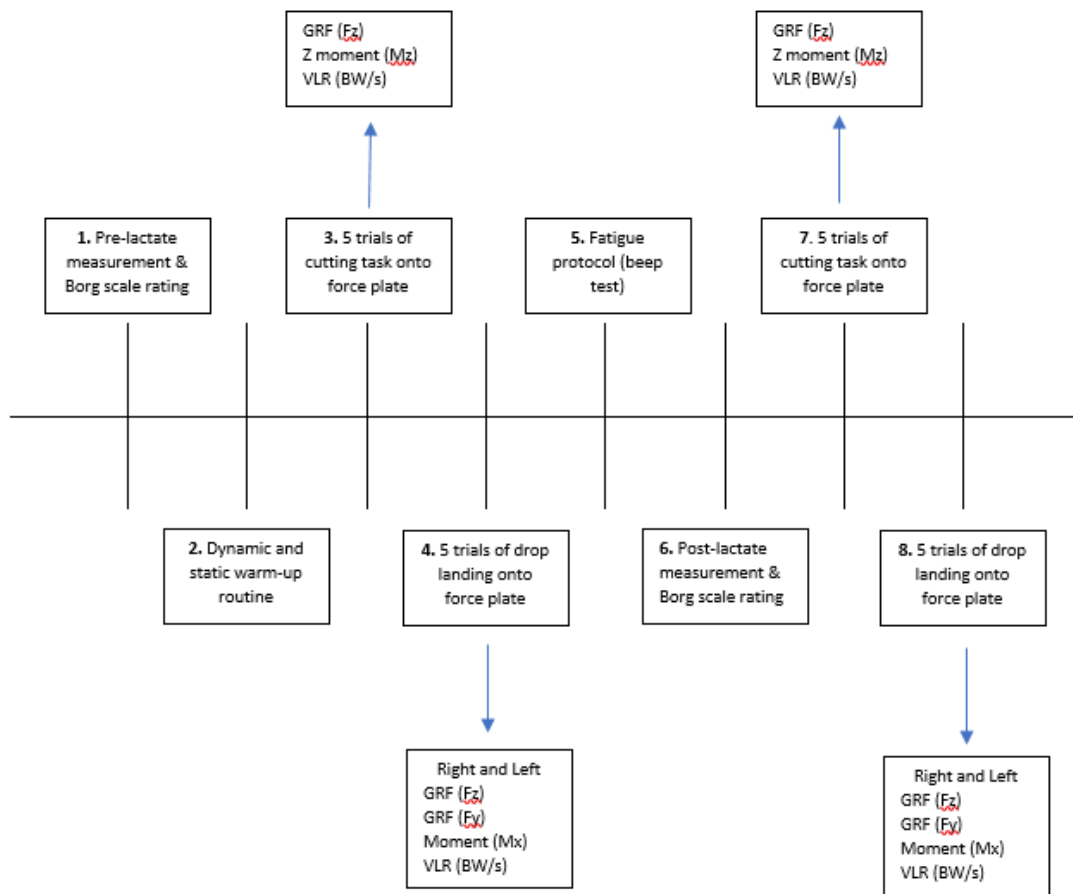 GRF (Fz)
Z moment (Mz)
VLR (BW/s)
GRF (Fz)
Z moment (Mz)
VLR (BW/s)
1. Pre-lactate
measurement &
Borg scale rating
3. 5 trials of
cutting task onto
force plate
5. Fatigue
protocol (beep
test)
7. 5 trials of
cutting task onto
force plate
2. Dynamic and
static warm-up
routine
4. 5 trials of drop
landing onto
force plate
6. Post-lactate
measurement &
Borg scale rating
8. 5 trials of drop
landing onto
force plate
Right and Left
GRF (Fz)
GRF (Fy)
Moment (Mx)
VLR (BW/s)
Right and Left
GRF (Fz)
GRF (Fy)
Moment (Mx)
VLR (BW/s)